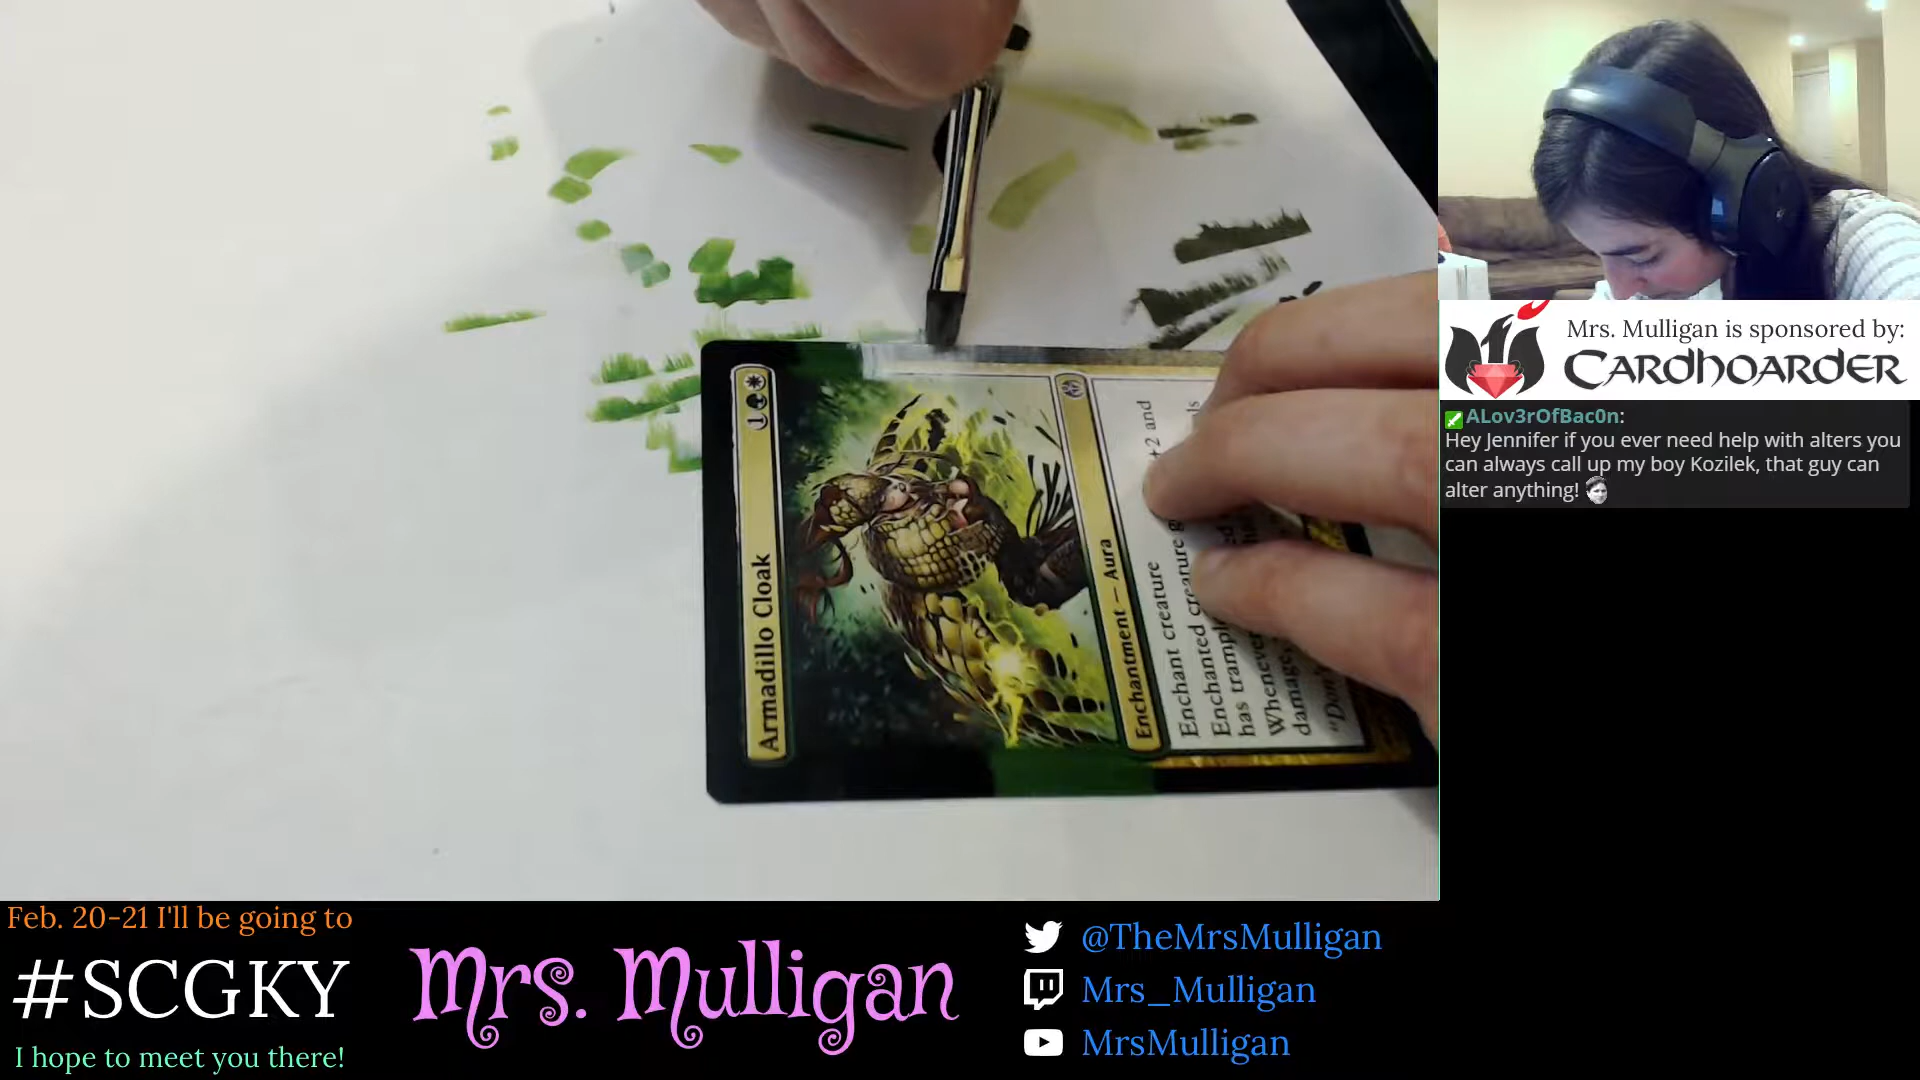 1
Armadillo Cloak
Enchantment – Aura
Enchant creature
Enchanted creature g +2 and
has trample
Whenever
damage,
"Don't
Mrs. Mulligan is sponsored by:
CARDHOARDER
ALov3rOfBac0n:
Hey Jennifer if you ever need help with alters you
can always call up my boy Kozilek, that guy can
alter anything!
Feb. 20-21 I'll be going to
#SCGKY
I hope to meet you there!
Mrs. Mulligan
@TheMrsMulligan
Mrs_Mulligan
MrsMulligan